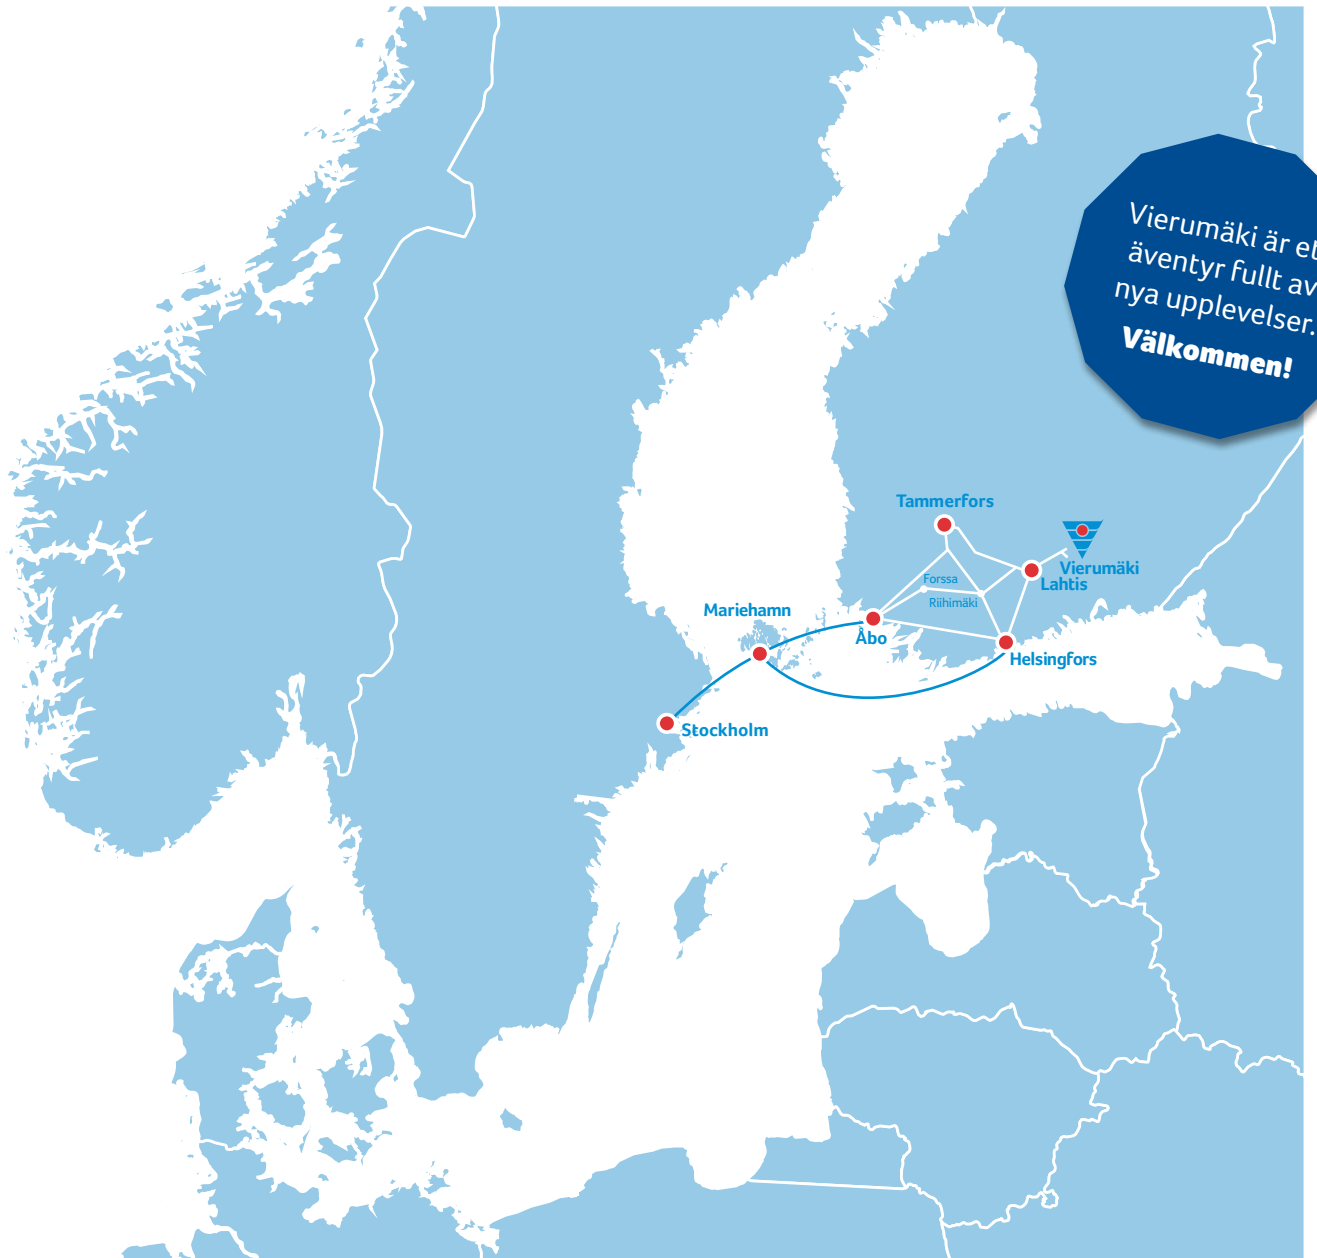 Vierumäki är et
äventyr fullt av
nya upplevelser.
Välkommen!
Tammerfors
Vierumäki
Lahtis
Forssa
Riihimäki
Mariehamn
Åbo
Helsingfors
Stockholm